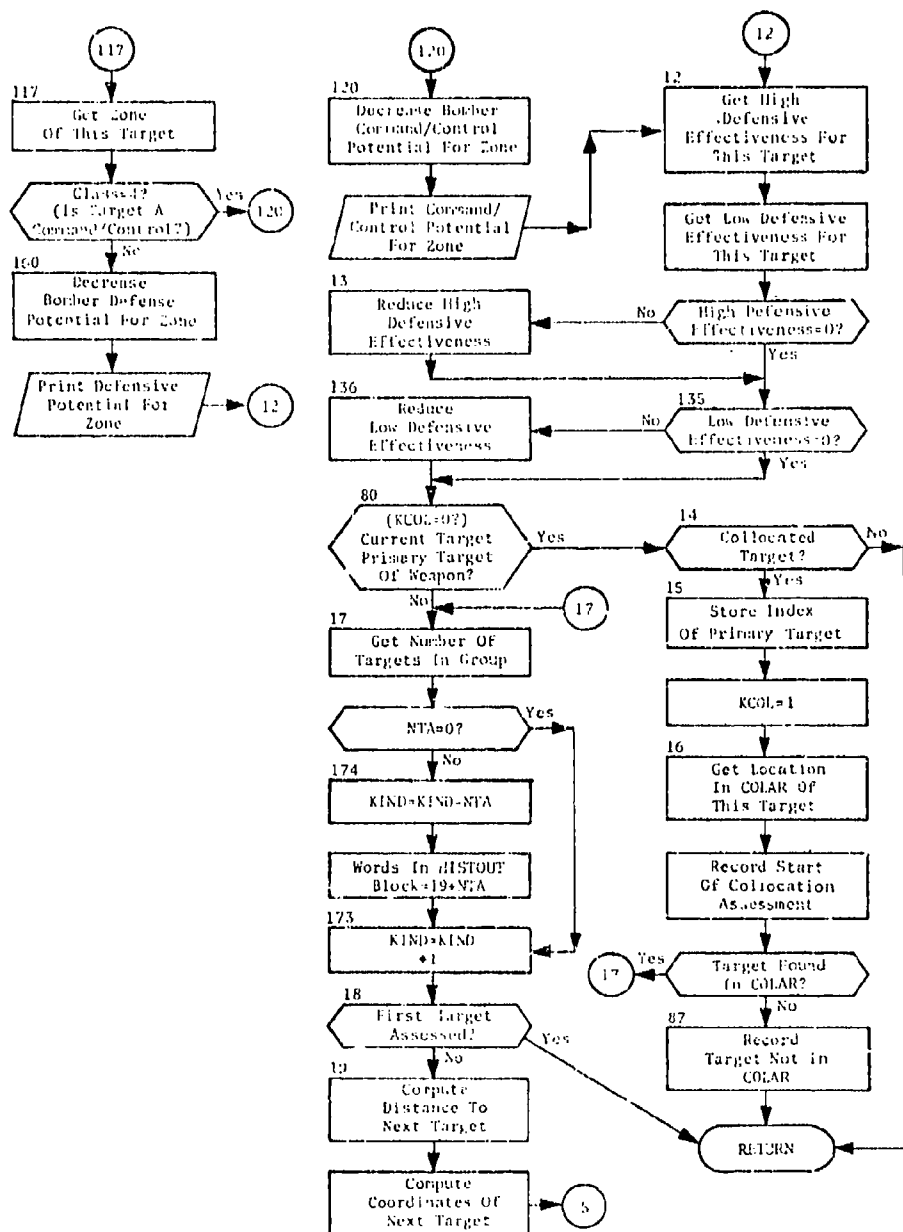 117
117
Get Zone
Of This Target
Class=4?
(Is Target A
Command/Control?)
Yes
120
No
160
Decrease
Bomber Defense
Potential For Zone
Print Defensive
Potential For
Zone
12
120
120
Decrease Bomber
Command/Control
Potential For Zone
Print Command/
Control Potential
For Zone
12
12
Get High
Defensive
Effectiveness For
This Target
Get Low Defensive
Effectiveness For
This Target
High Defensive
Effectiveness=0?
No
Yes
13
Reduce High
Defensive
Effectiveness
135
Low Defensive
Effectiveness=0?
No
Yes
136
Reduce
Low Defensive
Effectiveness
80
(KCOL=0?)
Current Target
Primary Target
Of Weapon?
Yes
No
17
17
Get Number Of
Targets In Group
NTA=0?
Yes
No
174
KIND=KIND-NTA
Words In HISTOUT
Block=19+NTA
173
KIND=KIND
+1
18
First Target
Assessed?
Yes
No
19
Compute
Distance To
Next Target
Compute
Coordinates Of
Next Target
5
14
Collocated
Target?
No
Yes
15
Store Index
Of Primary Target
KCOL=1
16
Get Location
In COLAR Of
This Target
Record Start
Of Collocation
Assessment
Target Found
In COLAR?
Yes
17
No
87
Record
Target Not in
COLAR
RETURN